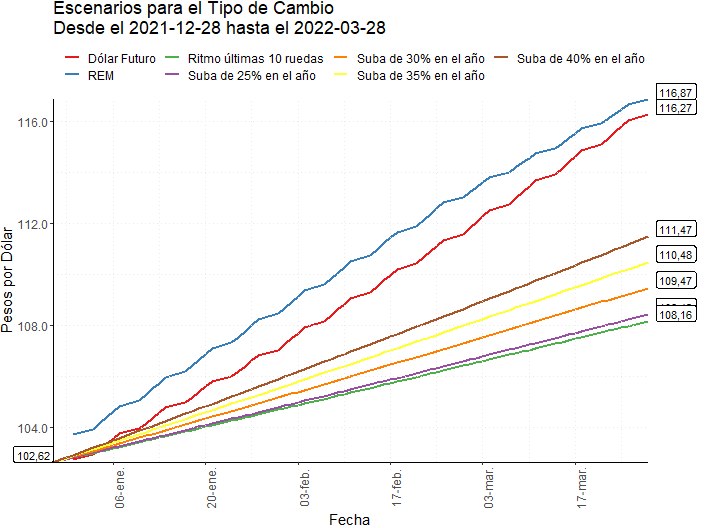 Escenarios para el Tipo de Cambio
Desde el 2021-12-28 hasta el 2022-03-28
Dólar Futuro
REM
Ritmo últimas 10 ruedas
Suba de 25% en el año
Suba de 30% en el año
Suba de 35% en el año
Suba de 40% en el año
Pesos por Dólar
116.0
112.0
108.0
104.0
102,62
116,87
116,27
111,47
110,48
109,47
108,16
06-ene.
20-ene.
03-feb.
17-feb.
03-mar.
17-mar.
Fecha